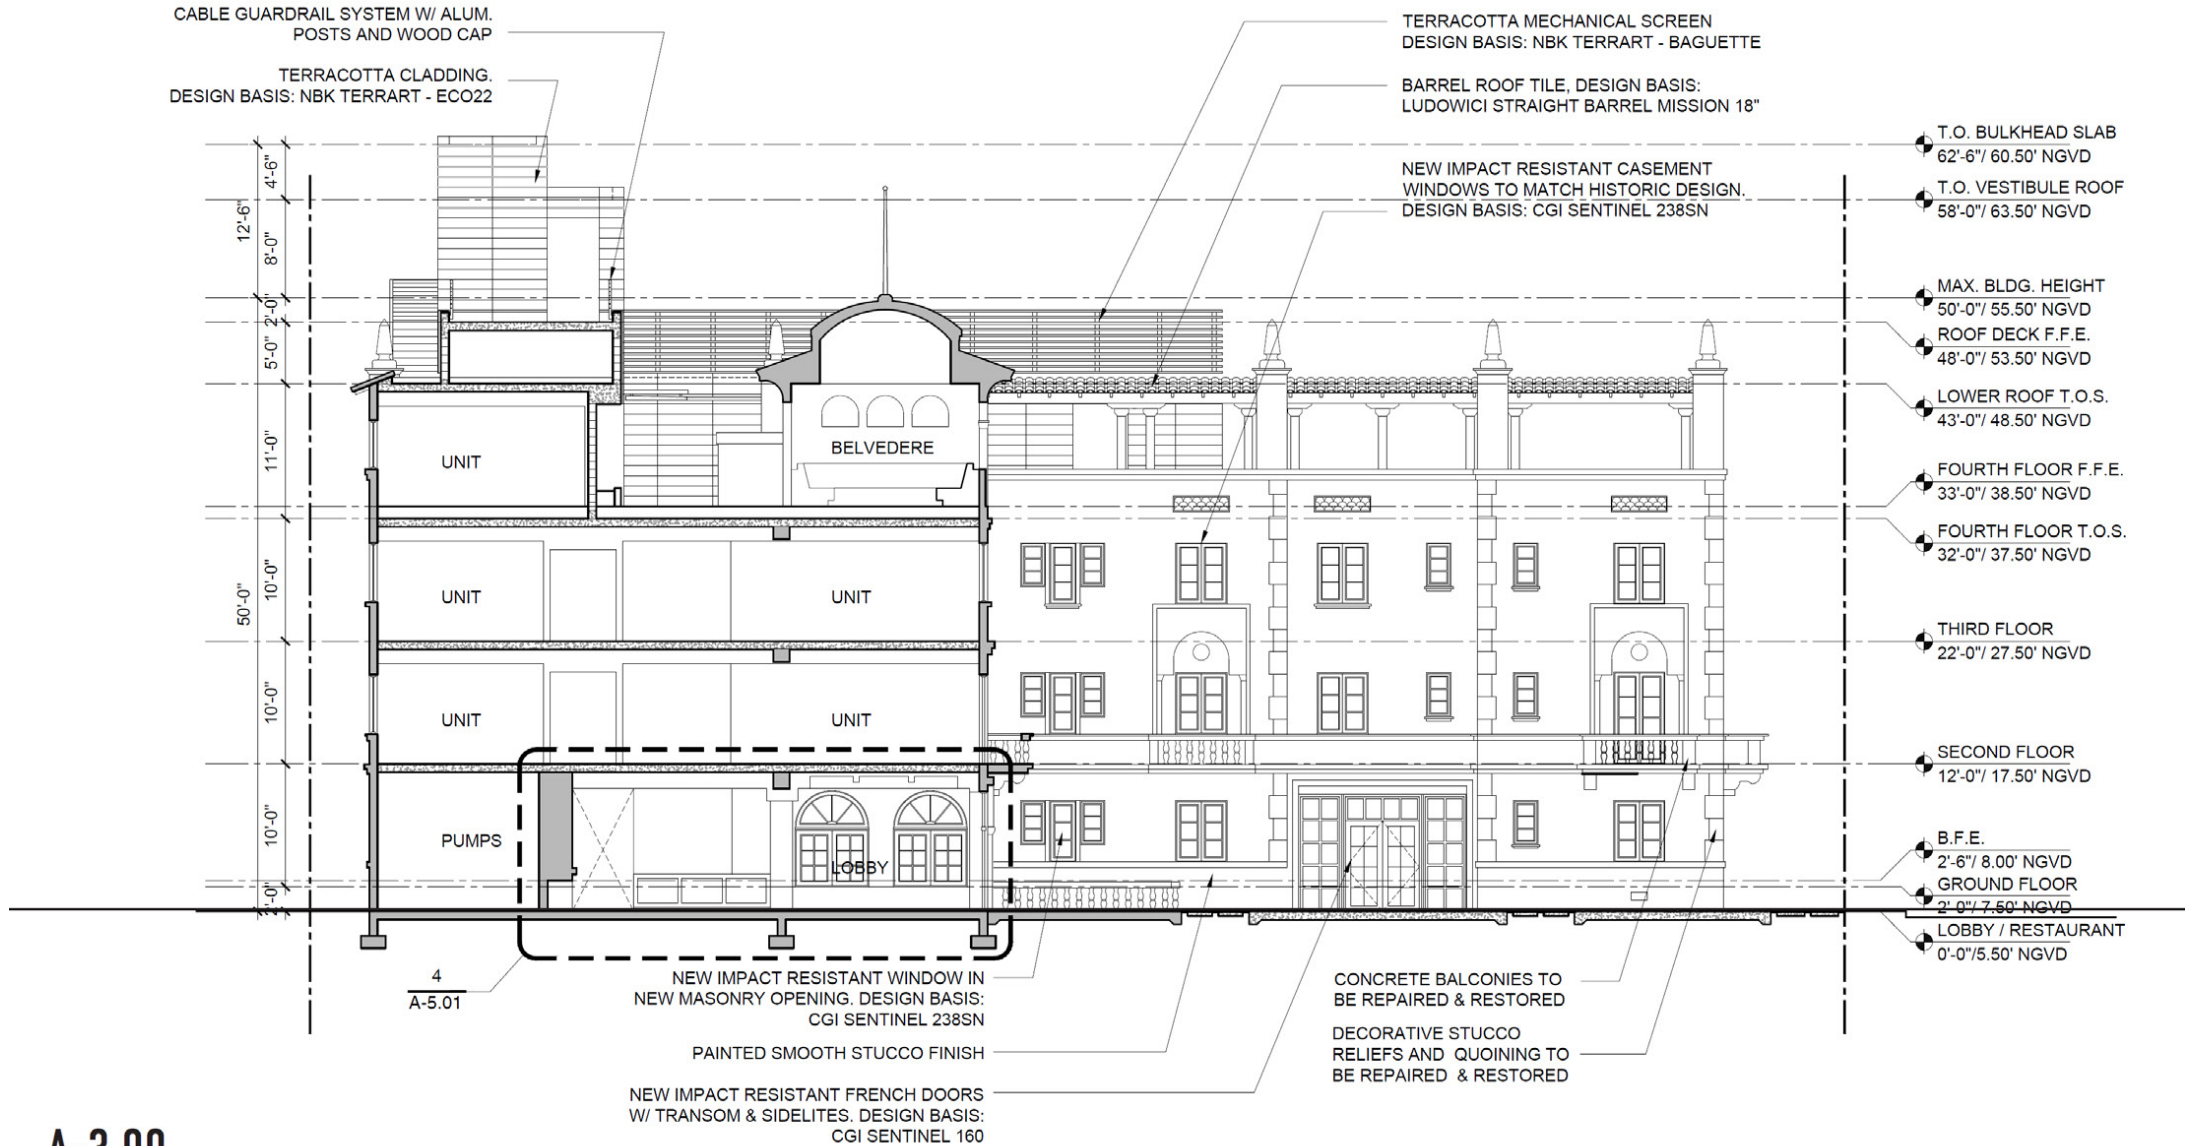 CABLE GUARDRAIL SYSTEM W/ ALUM.
POSTS AND WOOD CAP
TERRACOTTA CLADDING.
DESIGN BASIS: NBK TERRART - ECO22
TERRACOTTA MECHANICAL SCREEN
DESIGN BASIS: NBK TERRART - BAGUETTE
BARREL ROOF TILE, DESIGN BASIS:
LUDOWICI STRAIGHT BARREL MISSION 18"
NEW IMPACT RESISTANT CASEMENT
WINDOWS TO MATCH HISTORIC DESIGN.
DESIGN BASIS: CGI SENTINEL 238SN
T.O. BULKHEAD SLAB
62'-6"/ 60.50' NGVD
T.O. VESTIBULE ROOF
58'-0"/ 63.50' NGVD
MAX. BLDG. HEIGHT
50'-0"/ 55.50' NGVD
ROOF DECK F.F.E.
48'-0"/ 53.50' NGVD
LOWER ROOF T.O.S.
43'-0"/ 48.50' NGVD
FOURTH FLOOR F.F.E.
33'-0"/ 38.50' NGVD
FOURTH FLOOR T.O.S.
32'-0"/ 37.50' NGVD
THIRD FLOOR
22'-0"/ 27.50' NGVD
SECOND FLOOR
12'-0"/ 17.50' NGVD
B.F.E.
2'-6"/ 8.00' NGVD
GROUND FLOOR
2'-0"/ 7.50' NGVD
LOBBY / RESTAURANT
0'-0"/5.50' NGVD
12'-6"
50'-0"
4'-6"
8'-0"
2'-0"
5'-0"
11'-0"
10'-0"
10'-0"
10'-0"
2'-0"
UNIT
BELVEDERE
UNIT
UNIT
UNIT
UNIT
PUMPS
LOBBY
4
A-5.01
NEW IMPACT RESISTANT WINDOW IN
NEW MASONRY OPENING. DESIGN BASIS:
CGI SENTINEL 238SN
PAINTED SMOOTH STUCCO FINISH
NEW IMPACT RESISTANT FRENCH DOORS
W/ TRANSOM & SIDELITES. DESIGN BASIS:
CGI SENTINEL 160
CONCRETE BALCONIES TO
BE REPAIRED & RESTORED
DECORATIVE STUCCO
RELIEFS AND QUOINING TO
BE REPAIRED & RESTORED